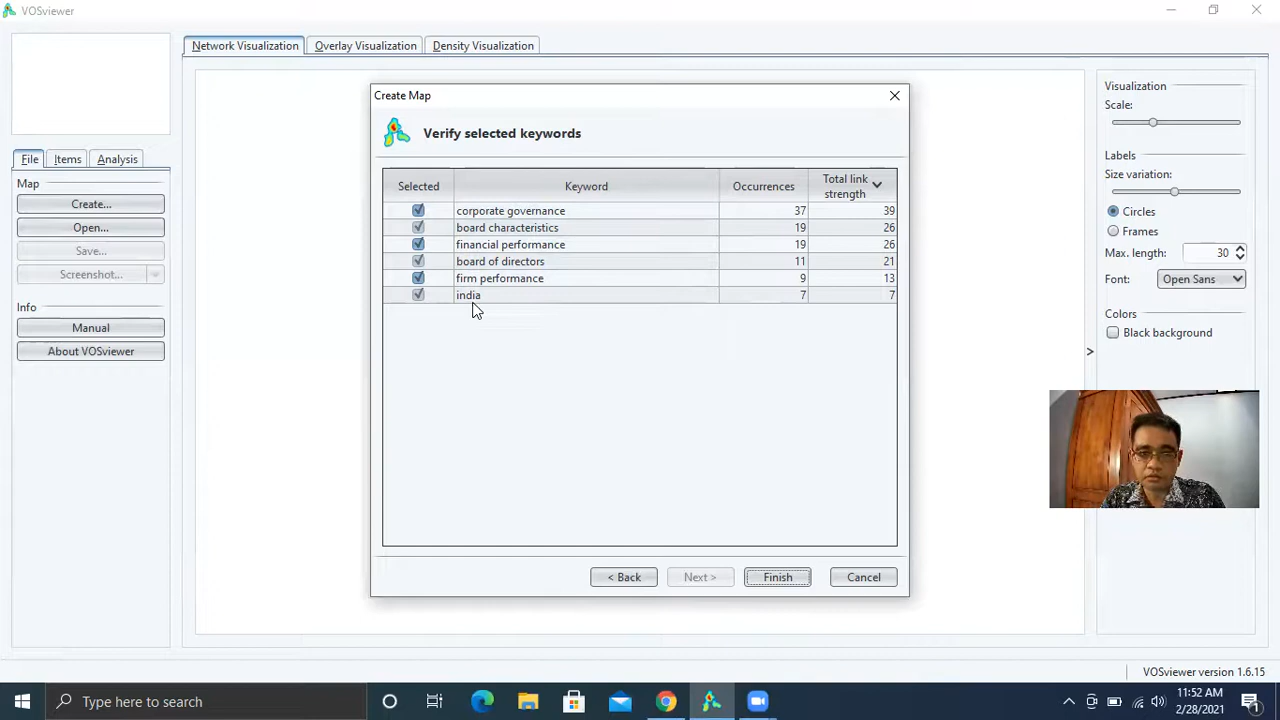 VOSviewer
Network Visualization
Overlay Visualization
Density Visualization
File
Items
Analysis
Map
Create...
Open...
Save...
Screenshot...
Info
Manual
About VOSviewer
Create Map
Verify selected keywords
Selected Keyword Occurrences Total link strength
corporate governance 37 39
board characteristics 19 26
financial performance 19 26
board of directors 11 21
firm performance 9 13
india 7 7
< Back
Next >
Finish
Cancel
>
Visualization
Scale:
Labels
Size variation:
Circles
Frames
Max. length: 30
Font: Open Sans
Colors
Black background
VOSviewer version 1.6.15
Type here to search
11:52 AM
2/28/2021
1